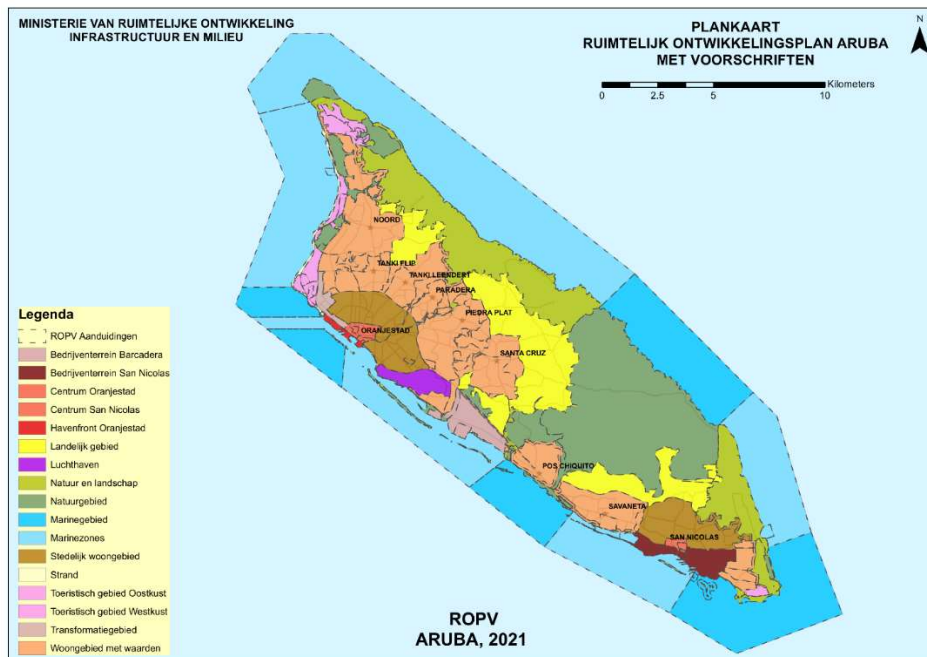 MINISTERIE VAN RUIMTELIJKE ONTWIKKELING
INFRASTRUCTUUR EN MILIEU
PLANKAART
RUIMTELIJK ONTWIKKELINGSPLAN ARUBA
MET VOORSCHRIFTEN
N
Kilometers
0 2.5 5 10
NOORD
TANKI FLIP
TANKI LEENDERT
PARADERA
PIEDRA PLAT
ORANJESTAD
SANTA CRUZ
POS CHIQUITO
SAVANETA
SAN NICOLAS
Legenda
ROPV Aanduidingen
Bedrijventerrein Barcadera
Bedrijventerrein San Nicolas
Centrum Oranjestad
Centrum San Nicolas
Havenfront Oranjestad
Landelijk gebied
Luchthaven
Natuur en landschap
Natuurgebied
Marinegebied
Marinezones
Stedelijk woongebied
Strand
Toeristisch gebied Oostkust
Toeristisch gebied Westkust
Transformatiegebied
Woongebied met waarden
ROPV
ARUBA, 2021